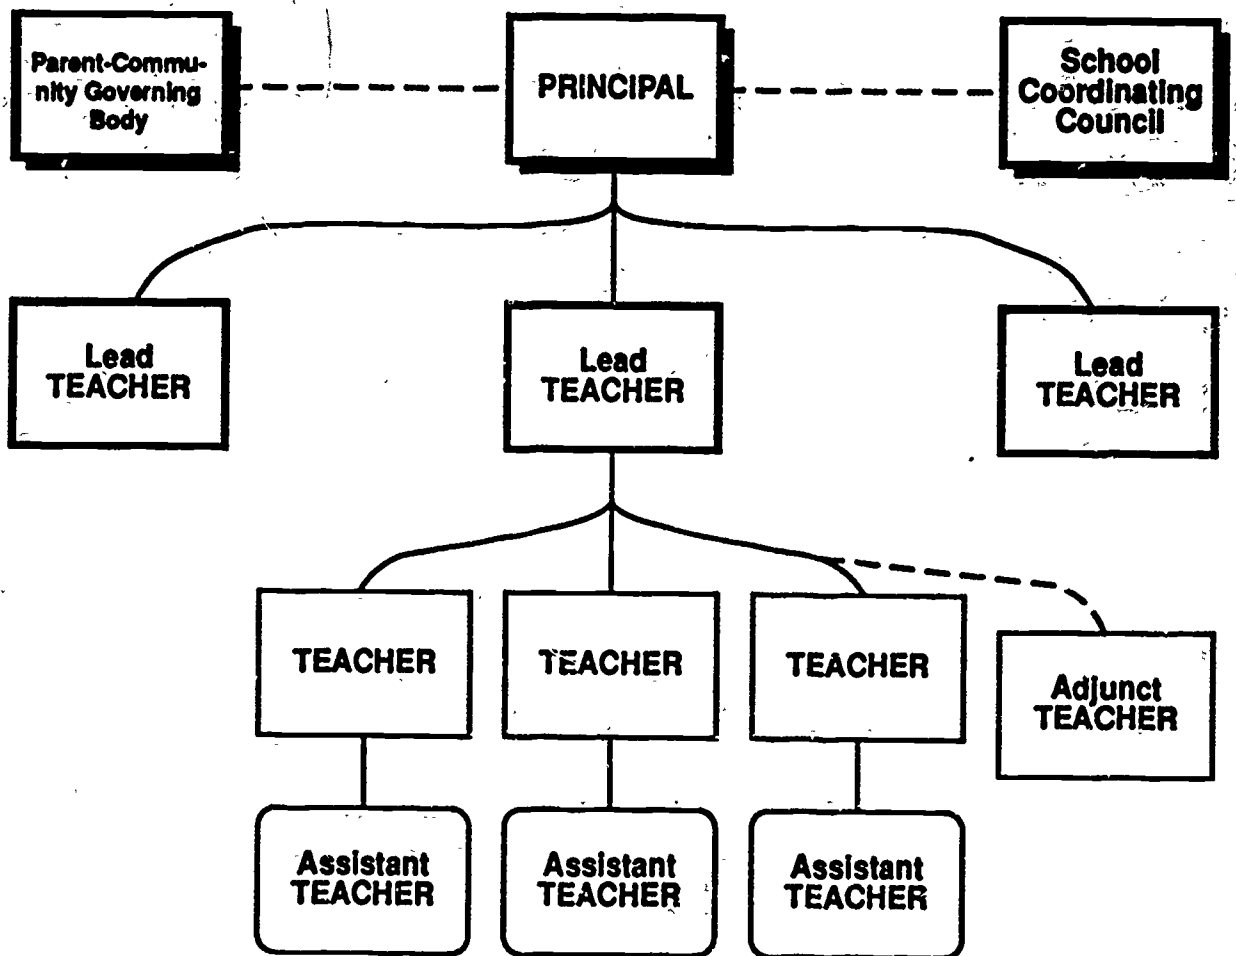 Parent-Commu-
nity Governing
Body
PRINCIPAL
School
Coordinating
Council
Lead
TEACHER
Lead
TEACHER
Lead
TEACHER
TEACHER
TEACHER
TEACHER
Adjunct
TEACHER
Assistant
TEACHER
Assistant
TEACHER
Assistant
TEACHER